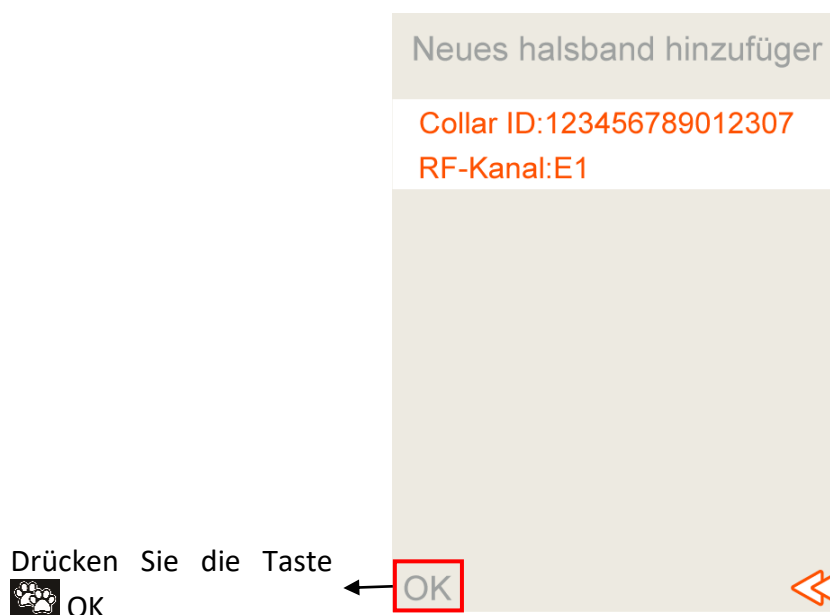 Neues halsband hinzufüger
Collar ID:123456789012307
RF-Kanal:E1
Drücken Sie die Taste
OK
OK